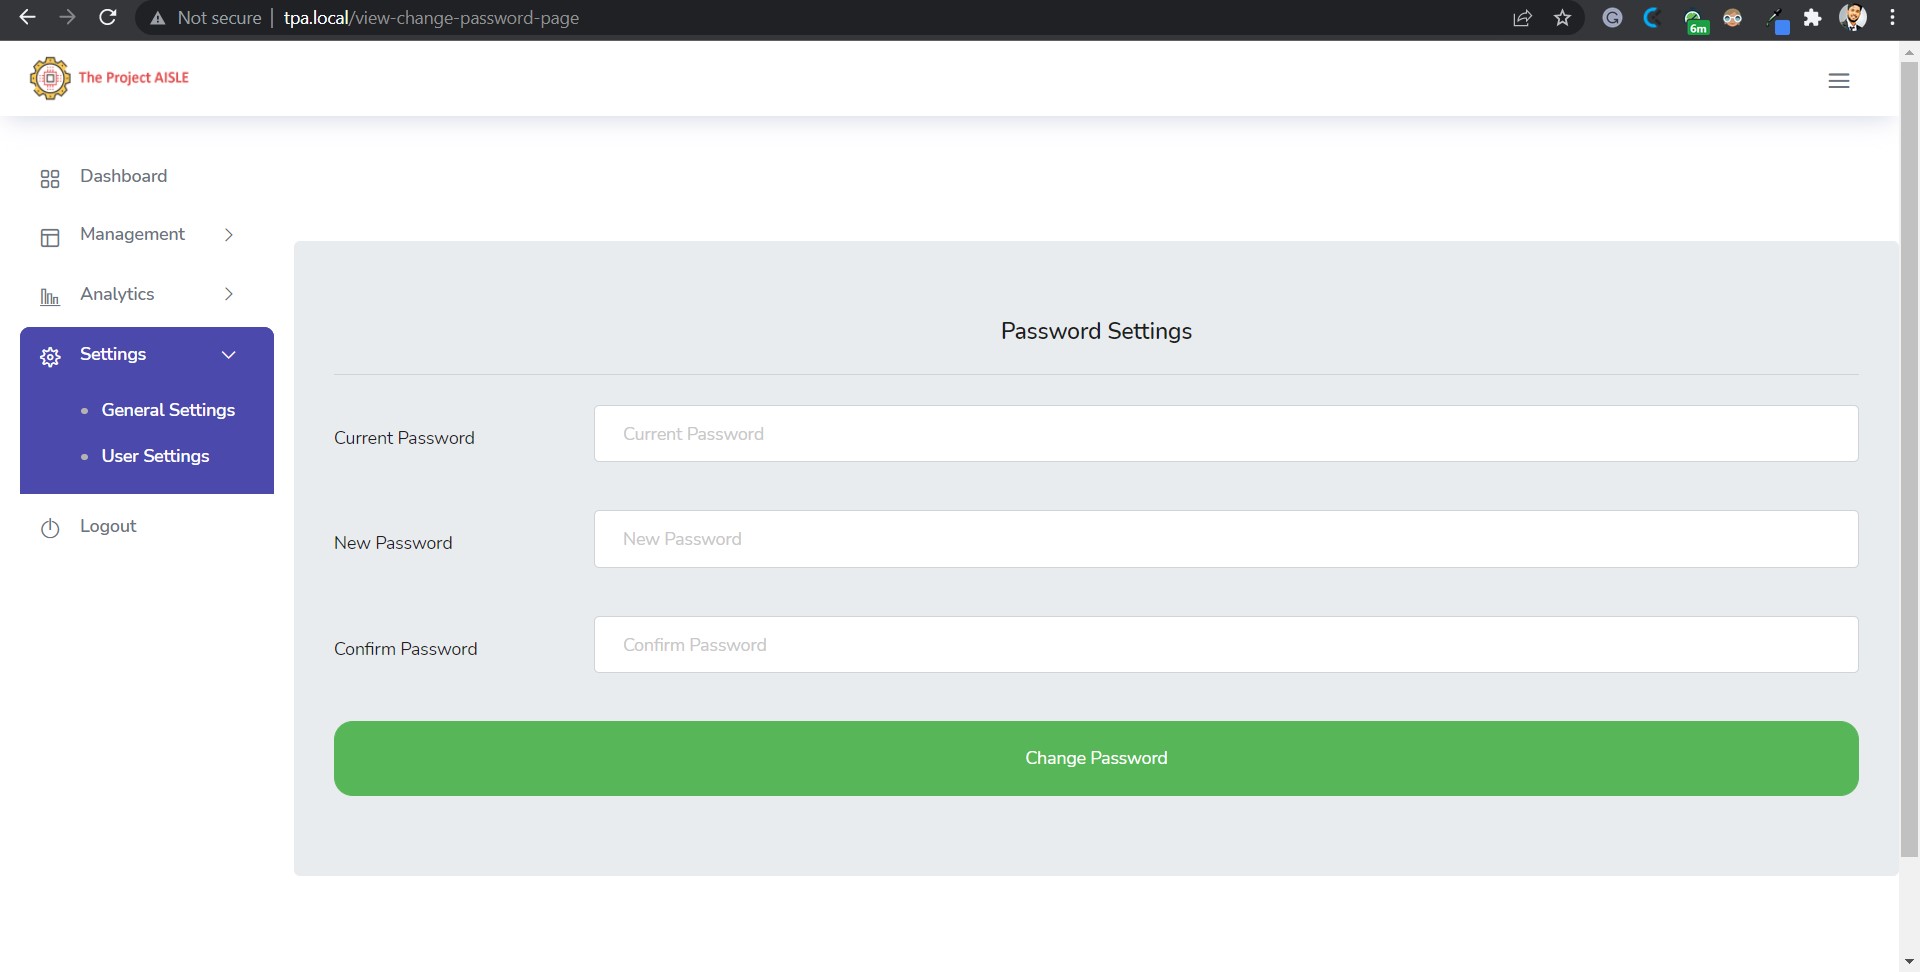 Not secure | tpa.local/view-change-password-page
6m
The Project AISLE
Dashboard
Management
Analytics
Settings
General Settings
User Settings
Logout
Password Settings
Current Password
Current Password
New Password
New Password
Confirm Password
Confirm Password
Change Password